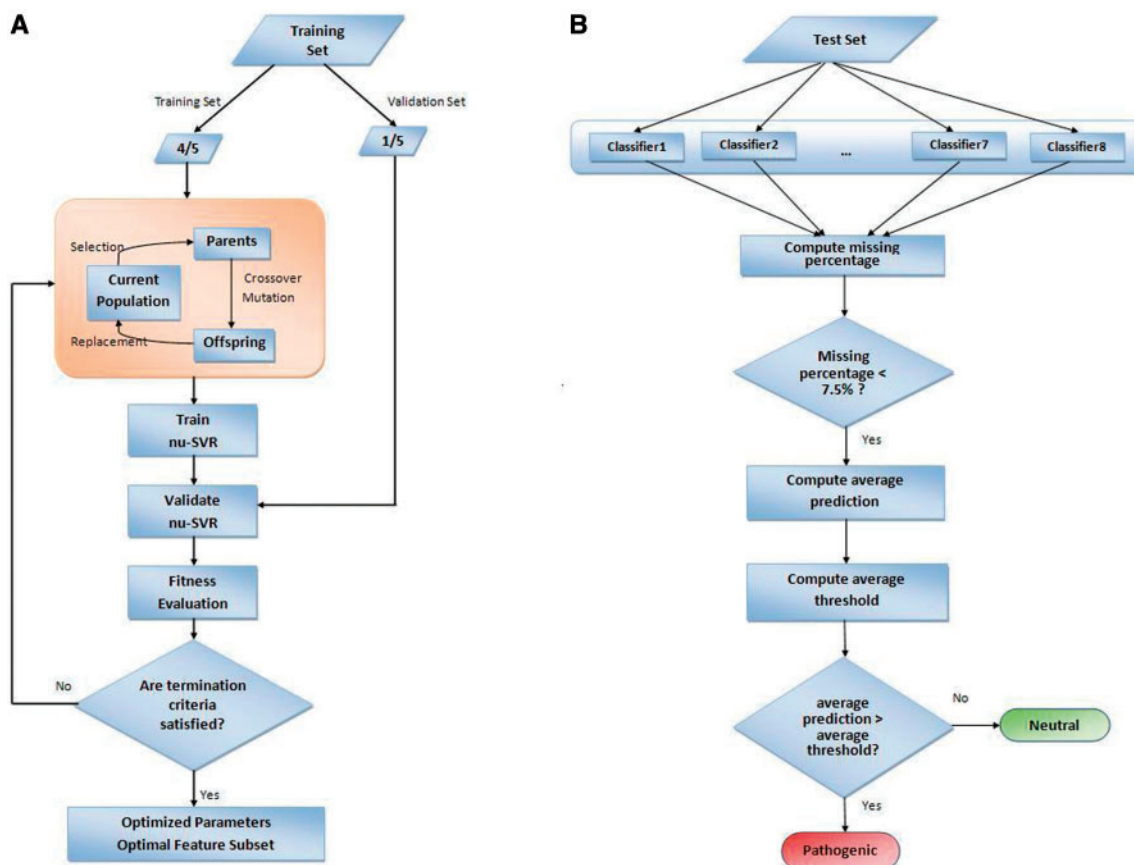 A
Training
Set
Training Set
Validation Set
4/5
1/5
Selection
Parents
Current
Population
Crossover
Mutation
Replacement
Offspring
Train
nu-SVR
Validate
nu-SVR
Fitness
Evaluation
Are termination
criteria
satisfied?
No
Yes
Optimized Parameters
Optimal Feature Subset
B
Test Set
Classifier1
Classifier2
...
Classifier7
Classifier8
Compute missing
percentage
Missing
percentage <
7.5% ?
Yes
Compute average
prediction
Compute average
threshold
average
prediction >
average
threshold?
No
Neutral
Yes
Pathogenic